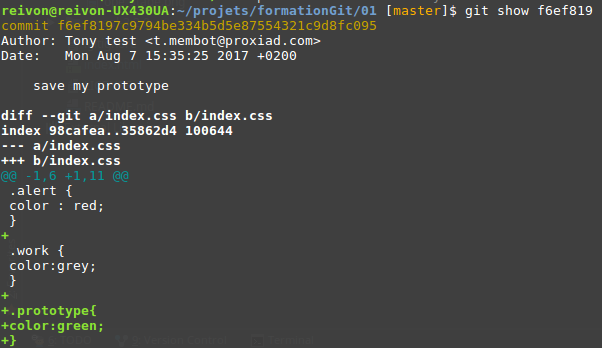 reivon@reivon-UX430UA:~/projets/formationGit/01 [master]$ git show f6ef819
commit f6ef8197c9794be334b5d5e87554321c9d8fc095
Author: Tony test <t.membot@proxiad.com>
Date:   Mon Aug 7 15:35:25 2017 +0200

    save my prototype

diff --git a/index.css b/index.css
index 98cafea..35862d4 100644
--- a/index.css
+++ b/index.css
@@ -1,6 +1,11 @@
 .alert {
 color : red;
 }
+
 .work {
 color:grey;
 }
+
+.prototype{
+color:green;
+}